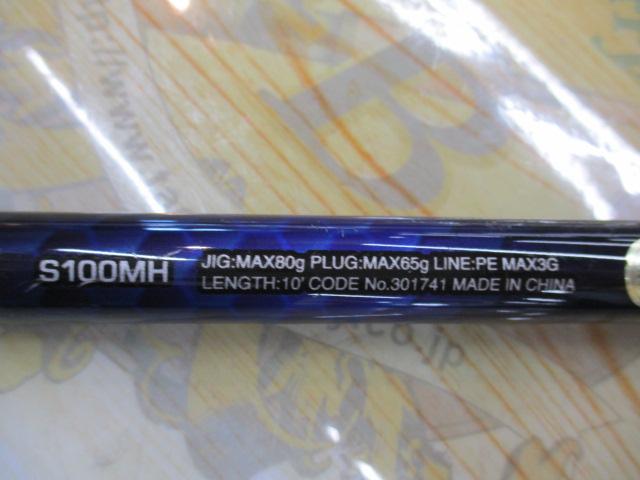 S100MH
JIG:MAX80g PLUG:MAX65g LINE:PE MAX3G
LENGTH:10' CODE No.301741 MADE IN CHINA